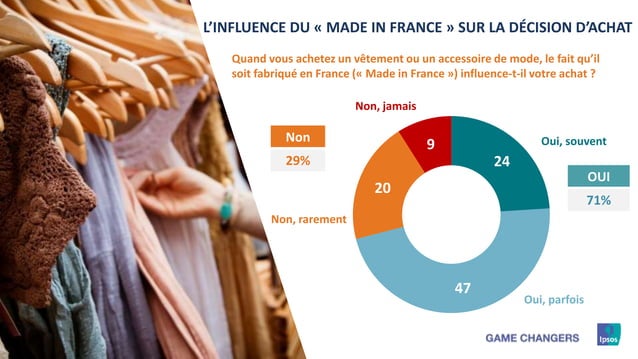 L’INFLUENCE DU « MADE IN FRANCE » SUR LA DÉCISION D’ACHAT
Quand vous achetez un vêtement ou un accessoire de mode, le fait qu’il
soit fabriqué en France (« Made in France ») influence-t-il votre achat ?
Non, jamais
Non
29%
9
Oui, souvent
24
OUI
71%
20
Non, rarement
47
Oui, parfois
GAME CHANGERS
Ipsos